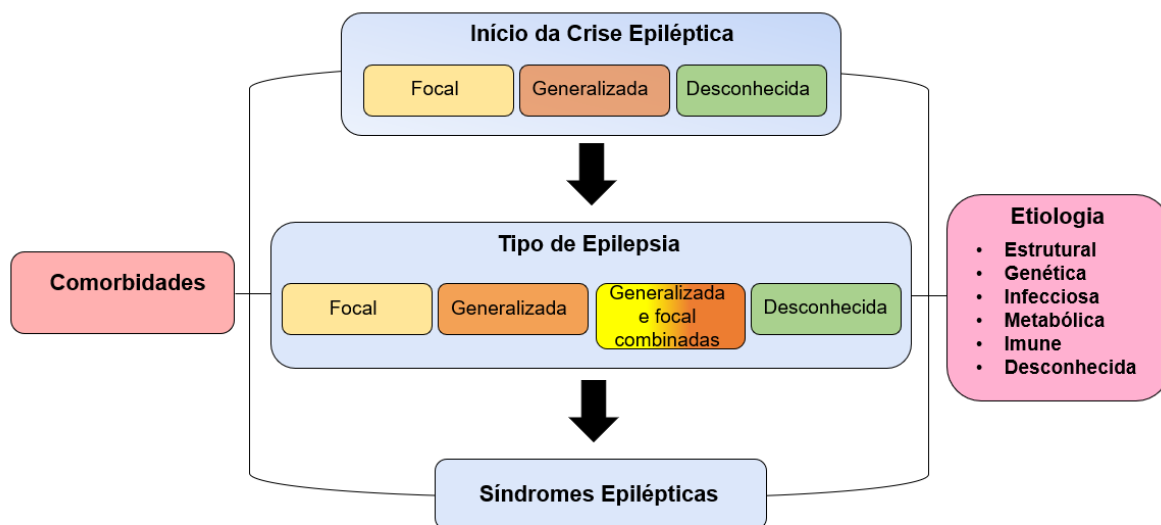 Início da Crise Epiléptica
Focal
Generalizada
Desconhecida
Tipo de Epilepsia
Focal
Generalizada
Generalizada
e focal
combinadas
Desconhecida
Síndromes Epilépticas
Comorbidades
Etiologia
• Estrutural
• Genética
• Infecciosa
• Metabólica
• Imune
• Desconhecida